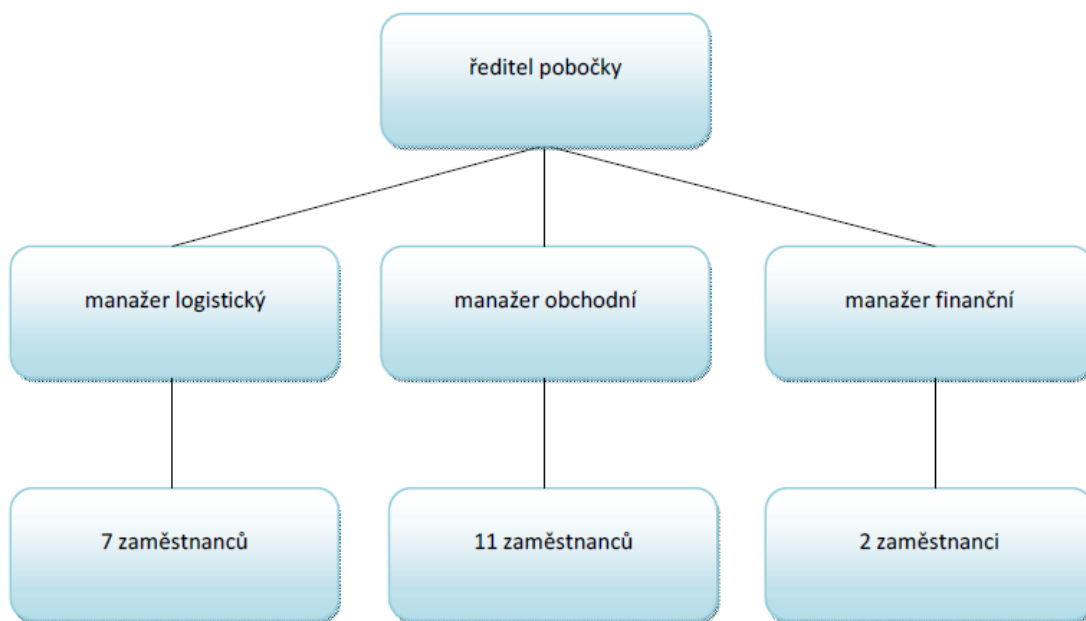 ředitel pobočky
manažer logistický
manažer obchodní
manažer finanční
7 zaměstnanců
11 zaměstnanců
2 zaměstnanci